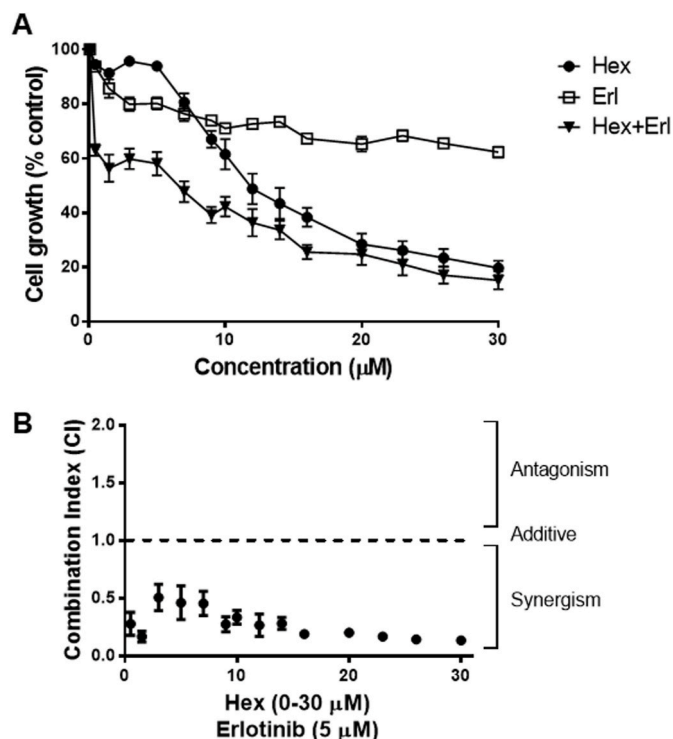 A
Cell growth (% control)
100
80
60
40
20
0
0 10 20 30
Concentration (μM)
Hex
Erl
Hex+Erl
B
Combination Index (CI)
2.0
1.5
1.0
0.5
0.0
0 10 20 30
Hex (0-30 μM)
Erlotinib (5 μM)
Antagonism
Additive
Synergism